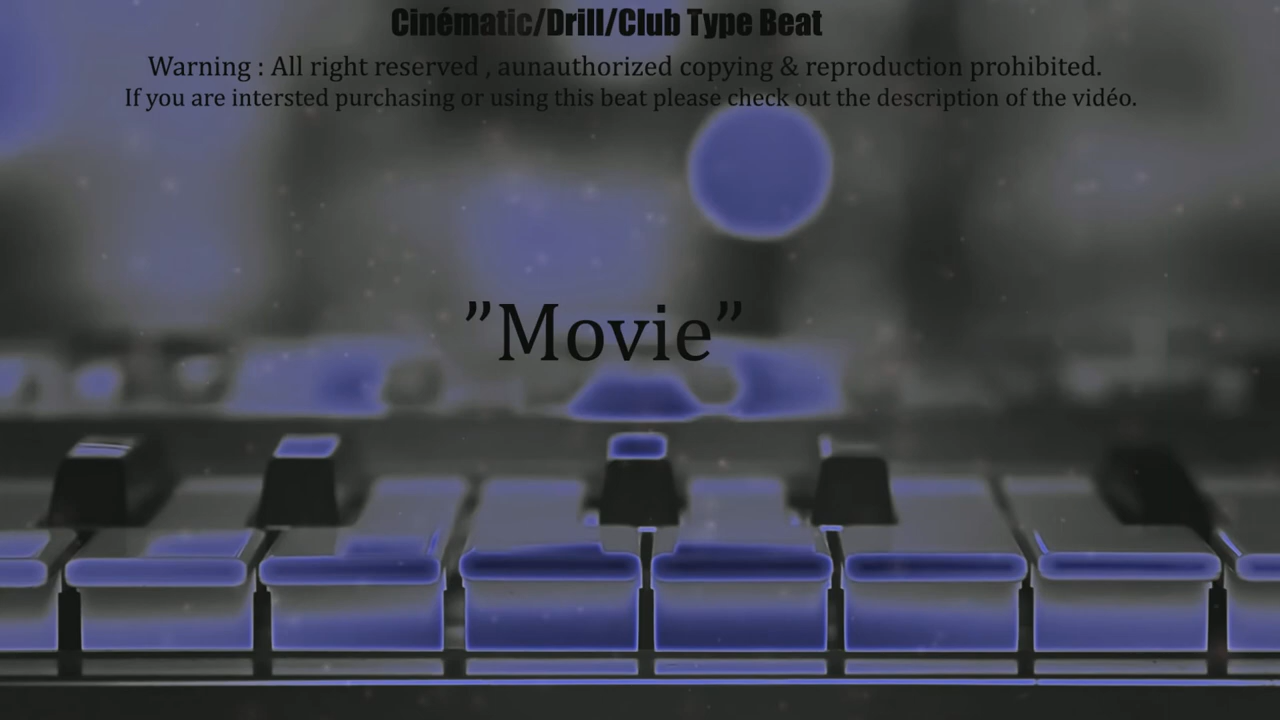 Cinématic/Drill/Club Type Beat
Warning : All right reserved , aunauthorized copying & reproduction prohibited.
If you are intersted purchasing or using this beat please check out the description of the vidéo.
”Movie”